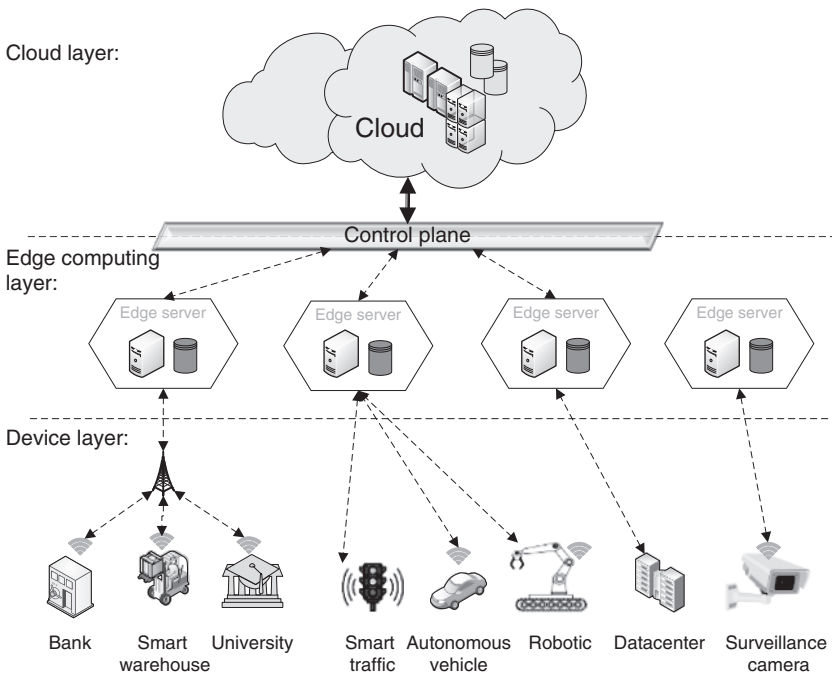 Cloud layer:
Cloud
Control plane
Edge computing
layer:
Edge server
Edge server
Edge server
Edge server
Device layer:
Bank
Smart
warehouse
University
Smart
traffic
Autonomous
vehicle
Robotic
Datacenter
Surveillance
camera